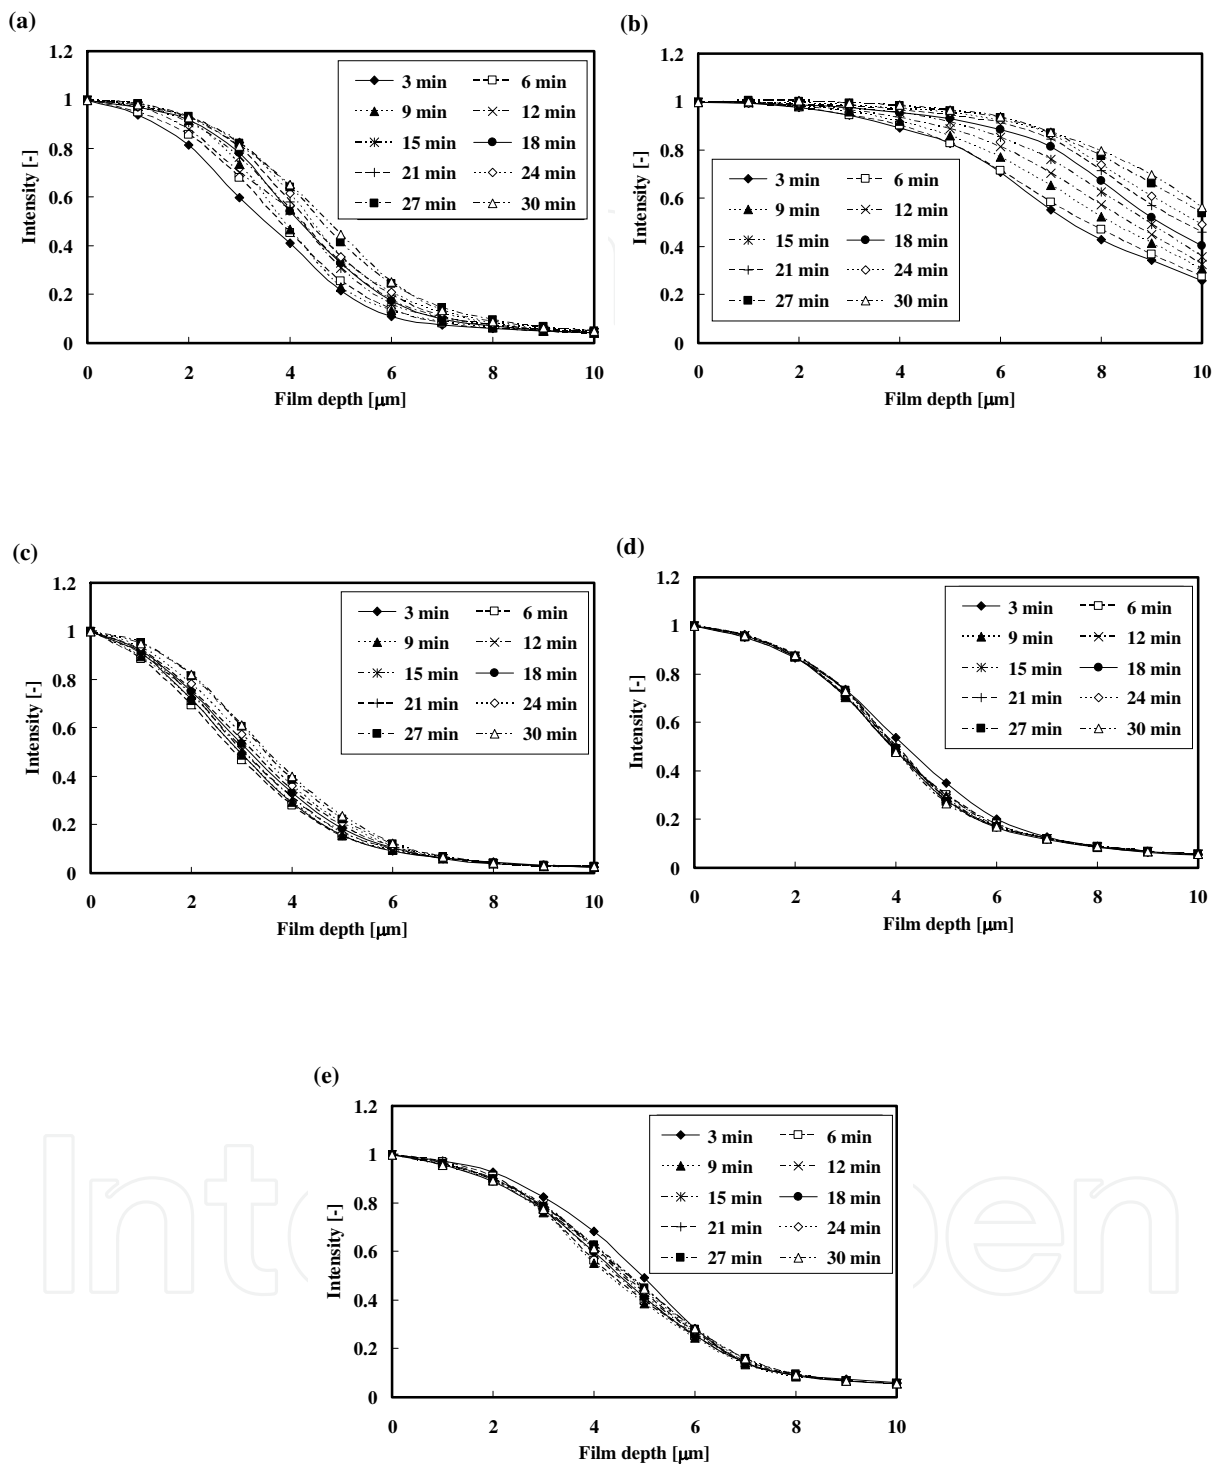 (a)
1.2
1
0.8
0.6
0.4
0.2
0
Intensity [-]
0 2 4 6 8 10
Film depth [μm]
3 min 6 min
9 min 12 min
15 min 18 min
21 min 24 min
27 min 30 min
(b)
1.2
1
0.8
0.6
0.4
0.2
0
Intensity [-]
0 2 4 6 8 10
Film depth [μm]
3 min 6 min
9 min 12 min
15 min 18 min
21 min 24 min
27 min 30 min
(c)
1.2
1
0.8
0.6
0.4
0.2
0
Intensity [-]
0 2 4 6 8 10
Film depth [μm]
3 min 6 min
9 min 12 min
15 min 18 min
21 min 24 min
27 min 30 min
(d)
1.2
1
0.8
0.6
0.4
0.2
0
Intensity [-]
0 2 4 6 8 10
Film depth [μm]
3 min 6 min
9 min 12 min
15 min 18 min
21 min 24 min
27 min 30 min
(e)
1.2
1
0.8
0.6
0.4
0.2
0
Intensity [-]
0 2 4 6 8 10
Film depth [μm]
3 min 6 min
9 min 12 min
15 min 18 min
21 min 24 min
27 min 30 min